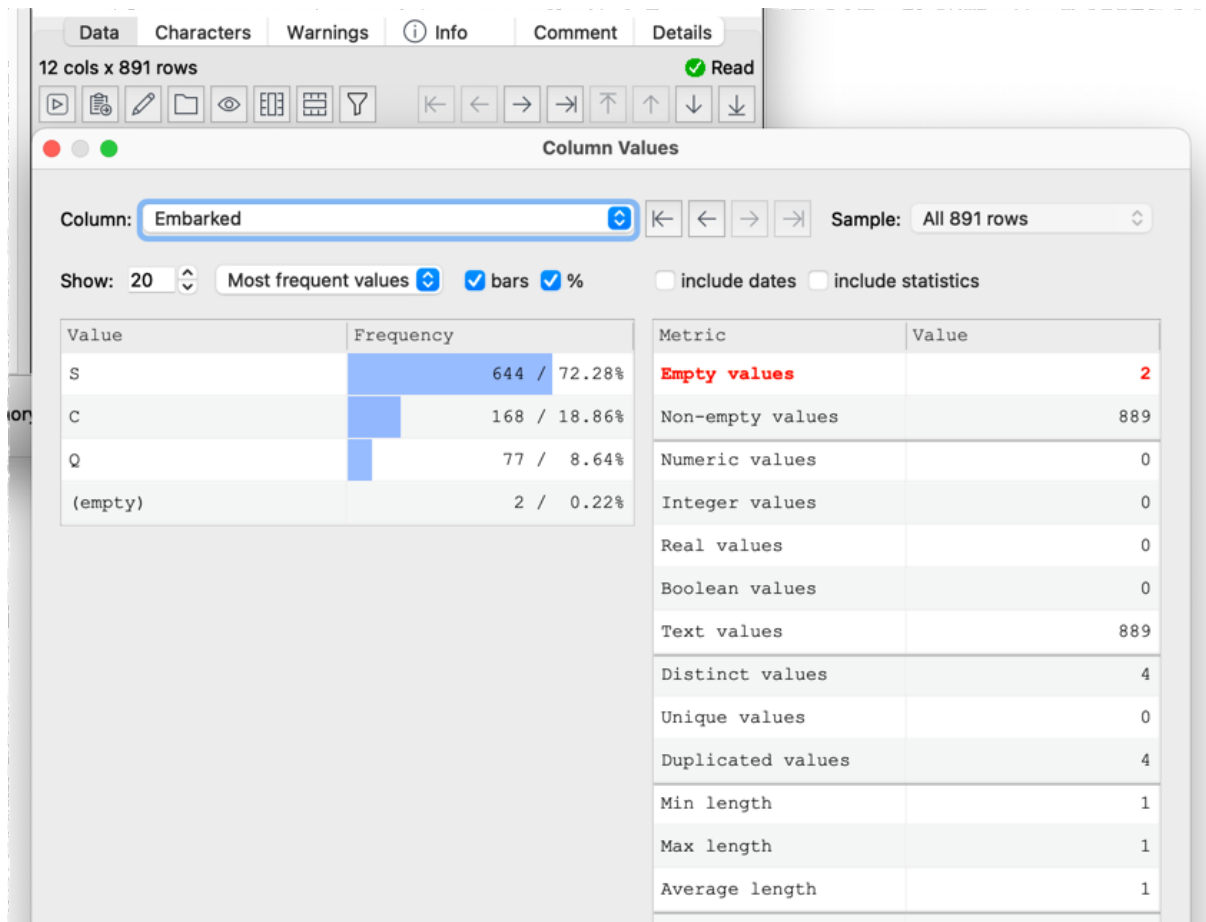 Data Characters Warnings Info Comment Details
12 cols x 891 rows Read
Column Values
Column: Embarked Sample: All 891 rows
Show: 20 Most frequent values bars % include dates include statistics
Value Frequency
S 644 / 72.28%
C 168 / 18.86%
Q 77 / 8.64%
(empty) 2 / 0.22%
Metric Value
Empty values 2
Non-empty values 889
Numeric values 0
Integer values 0
Real values 0
Boolean values 0
Text values 889
Distinct values 4
Unique values 0
Duplicated values 4
Min length 1
Max length 1
Average length 1